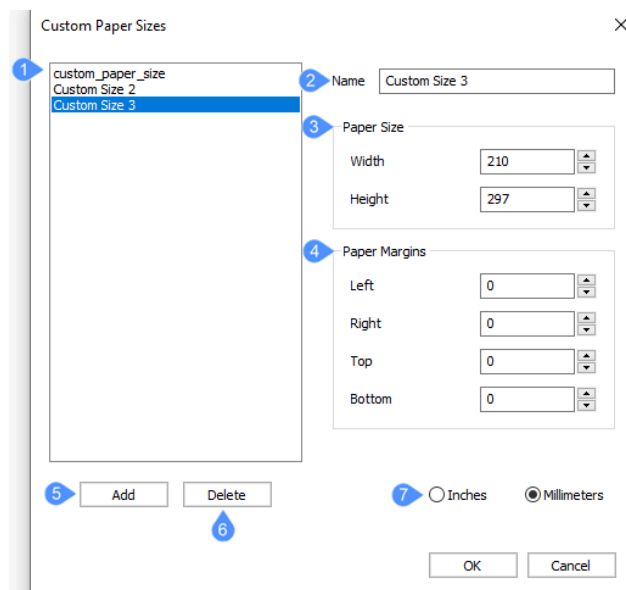 Custom Paper Sizes
1
custom_paper_size
Custom Size 2
Custom Size 3
2 Name Custom Size 3
3 Paper Size
Width 210
Height 297
4 Paper Margins
Left 0
Right 0
Top 0
Bottom 0
5 Add Delete
6
7 Inches Millimeters
OK Cancel